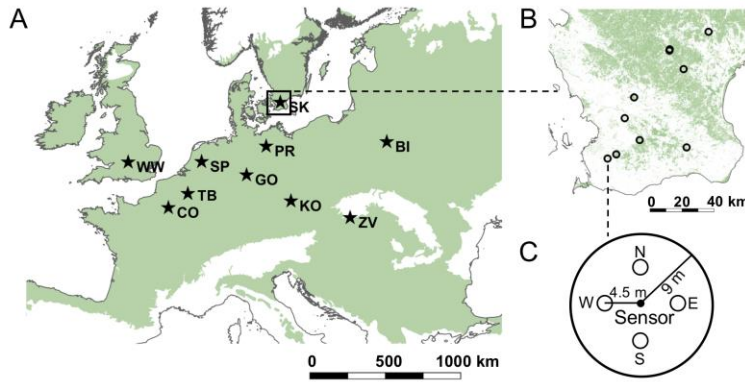 A
SK
WW
SP
PR
BI
GO
TB
CO
KO
ZV
0 500 1000 km
B
0 20 40 km
C
N
W 4.5 m 9 m E
Sensor
S